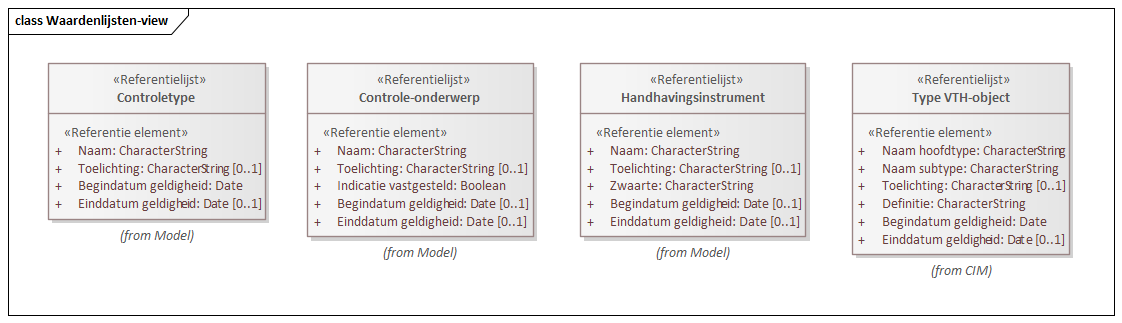 class Waardenlijsten-view
«Referentielijst»
Controletype
«Referentie element»
+ Naam: CharacterString
+ Toelichting: CharacterString [0..1]
+ Begindatum geldigheid: Date
+ Einddatum geldigheid: Date [0..1]
(from Model)
«Referentielijst»
Controle-onderwerp
«Referentie element»
+ Naam: CharacterString
+ Toelichting: CharacterString [0..1]
+ Indicatie vastgesteld: Boolean
+ Begindatum geldigheid: Date [0..1]
+ Einddatum geldigheid: Date [0..1]
(from Model)
«Referentielijst»
Handhavingsinstrument
«Referentie element»
+ Naam: CharacterString
+ Toelichting: CharacterString [0..1]
+ Zwaarte: CharacterString
+ Begindatum geldigheid: Date [0..1]
+ Einddatum geldigheid: Date [0..1]
(from Model)
«Referentielijst»
Type VTH-object
«Referentie element»
+ Naam hoofdtype: CharacterString
+ Naam subtype: CharacterString
+ Toelichting: CharacterString [0..1]
+ Definitie: CharacterString
+ Begindatum geldigheid: Date
+ Einddatum geldigheid: Date [0..1]
(from CIM)